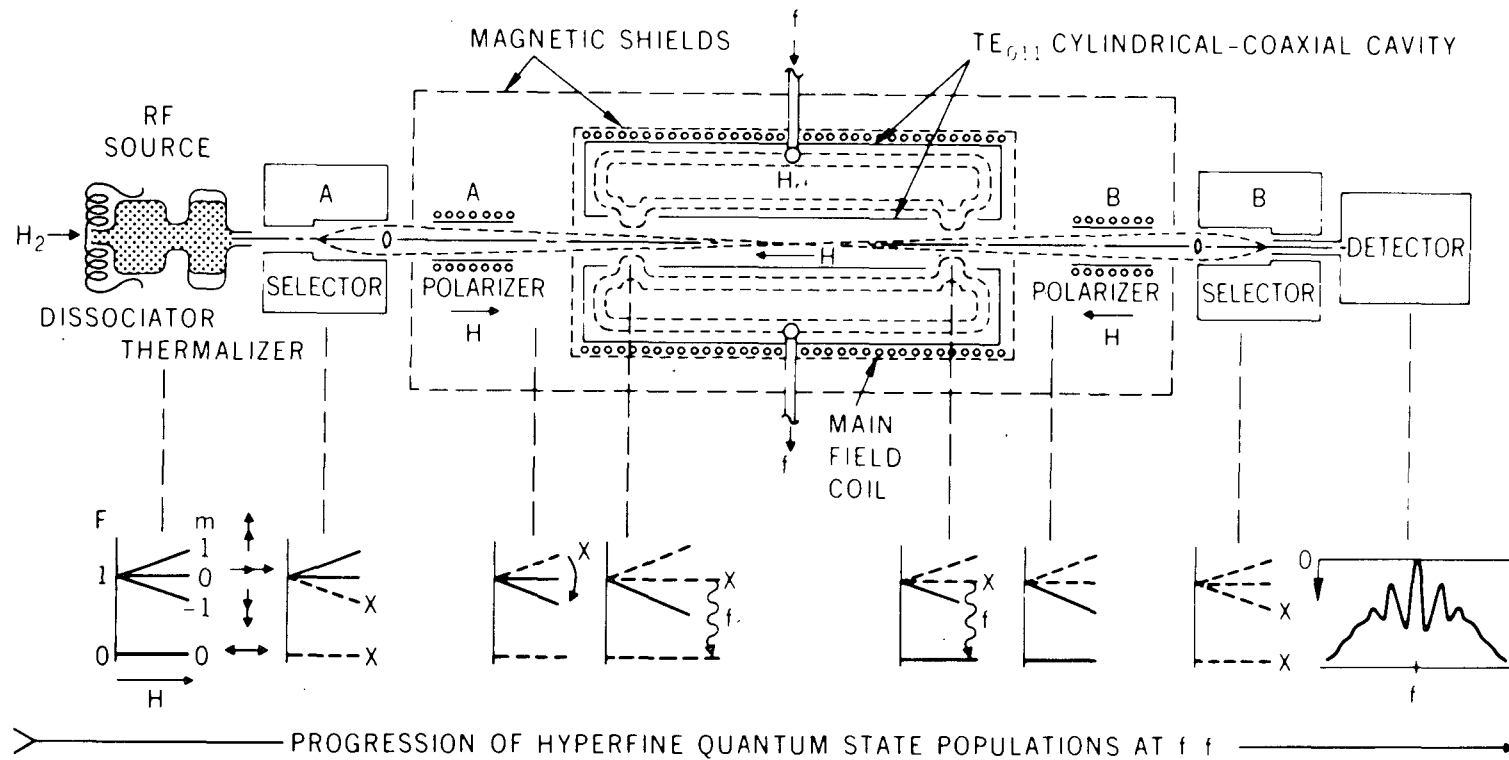 f
MAGNETIC SHIELDS
TE011 CYLINDRICAL-COAXIAL CAVITY
RF
SOURCE
A
A
H
B
B
H2
H
DETECTOR
SELECTOR
POLARIZER
POLARIZER
SELECTOR
H
H
DISSOCIATOR
THERMALIZER
MAIN
FIELD
COIL
f
F
m
1
X
0
1
0
X
X
-1
X
f
f
X
0
0
X
X
H
f
PROGRESSION OF HYPERFINE QUANTUM STATE POPULATIONS AT f f